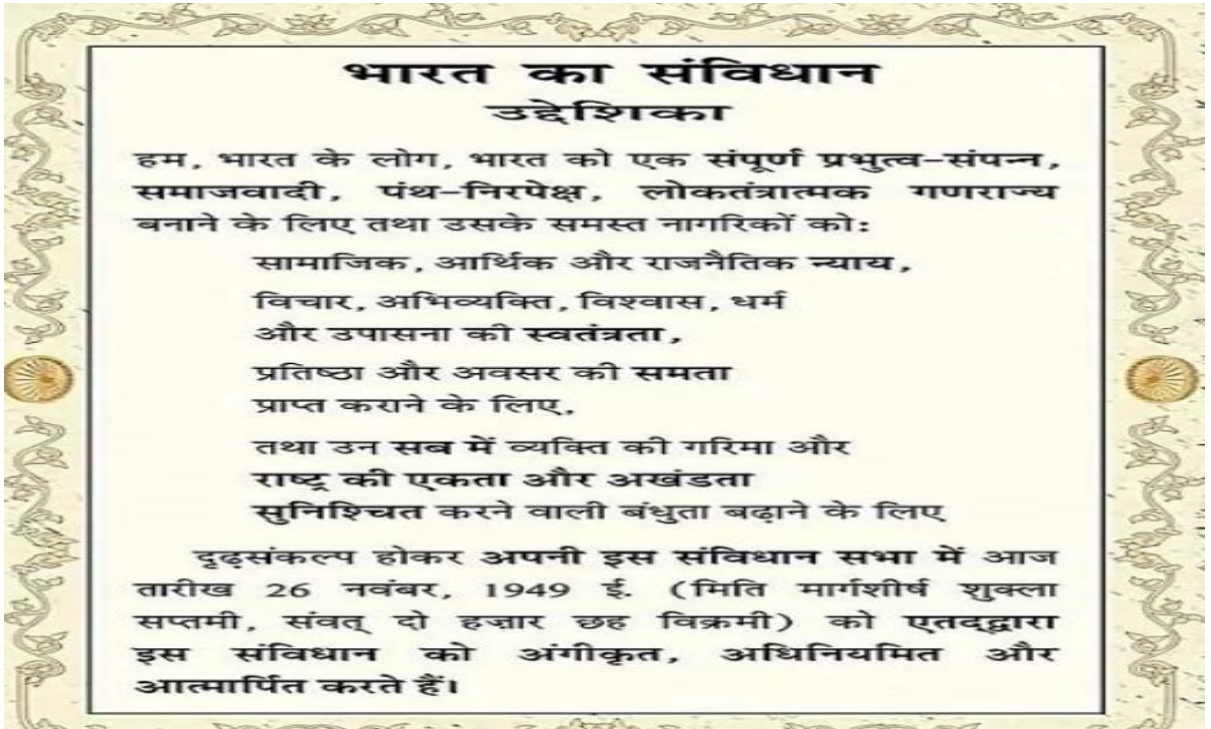 भारत का संविधान
उद्देशिका
हम, भारत के लोग, भारत को एक संपूर्ण प्रभुत्व-संपन्न,
समाजवादी, पंथ-निरपेक्ष, लोकतंत्रात्मक गणराज्य
बनाने के लिए तथा उसके समस्त नागरिकों को:
सामाजिक, आर्थिक और राजनैतिक न्याय,
विचार, अभिव्यक्ति, विश्वास, धर्म
और उपासना की स्वतंत्रता,
प्रतिष्ठा और अवसर की समता
प्राप्त कराने के लिए,
तथा उन सब में व्यक्ति की गरिमा और
राष्ट्र की एकता और अखंडता
सुनिश्चित करने वाली बंधुता बढ़ाने के लिए
दृढ़संकल्प होकर अपनी इस संविधान सभा में आज
तारीख 26 नवंबर, 1949 ई. (मिति मार्गशीर्ष शुक्ला
सप्तमी, संवत् दो हज़ार छह विक्रमी) को एतद्द्वारा
इस संविधान को अंगीकृत, अधिनियमित और
आत्मार्पित करते हैं।